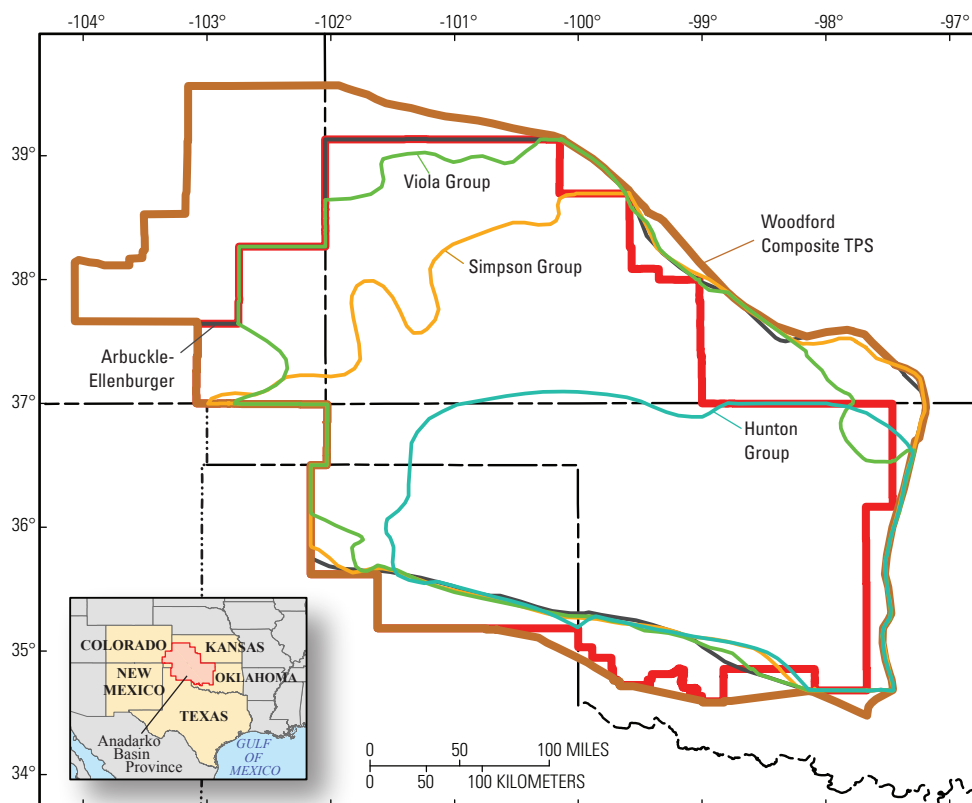 -104° -103° -102° -101° -100° -99° -98° -97°
39°
38°
37°
36°
35°
34°
Viola Group
Simpson Group
Woodford
Composite TPS
Arbuckle-
Ellenburger
Hunton
Group
COLORADO
KANSAS
NEW
MEXICO
OKLAHOMA
TEXAS
Anadarko
Basin
Province
GULF
OF
MEXICO
0 50 100 MILES
0 50 100 KILOMETERS